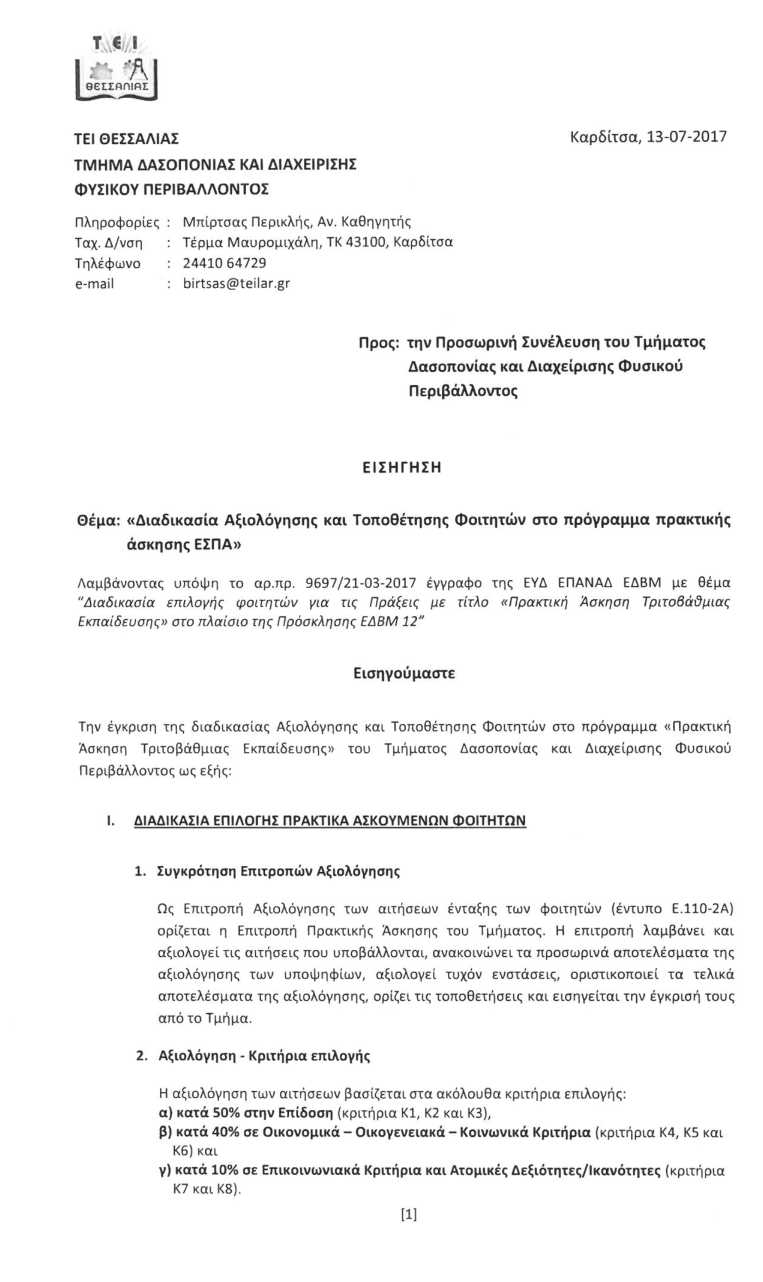 Τ Ε Ι
ΘΕΣΣΑΛΙΑΣ
ΤΕΙ ΘΕΣΣΑΛΙΑΣ
Καρδίτσα, 13-07-2017
ΤΜΗΜΑ ΔΑΣΟΠΟΝΙΑΣ ΚΑΙ ΔΙΑΧΕΙΡΙΣΗΣ
ΦΥΣΙΚΟΥ ΠΕΡΙΒΑΛΛΟΝΤΟΣ
Πληροφορίες : Μπίρτσας Περικλής, Αν. Καθηγητής
Ταχ. Δ/νση : Τέρμα Μαυρομιχάλη, ΤΚ 43100, Καρδίτσα
Τηλέφωνο : 24410 64729
e-mail : birtsas@teilar.gr
Προς: την Προσωρινή Συνέλευση του Τμήματος
Δασοπονίας και Διαχείρισης Φυσικού
Περιβάλλοντος
ΕΙΣΗΓΗΣΗ
Θέμα: «Διαδικασία Αξιολόγησης και Τοποθέτησης Φοιτητών στο πρόγραμμα πρακτικής
άσκησης ΕΣΠΑ»
Λαμβάνοντας υπόψη το αρ.πρ. 9697/21-03-2017 έγγραφο της ΕΥΔ ΕΠΑΝΑΔ ΕΔΒΜ με θέμα
"Διαδικασία επιλογής φοιτητών για τις Πράξεις με τίτλο «Πρακτική Άσκηση Τριτοβάθμιας
Εκπαίδευσης» στο πλαίσιο της Πρόσκλησης ΕΔΒΜ 12"
Εισηγούμαστε
Την έγκριση της διαδικασίας Αξιολόγησης και Τοποθέτησης Φοιτητών στο πρόγραμμα «Πρακτική
Άσκηση Τριτοβάθμιας Εκπαίδευσης» του Τμήματος Δασοπονίας και Διαχείρισης Φυσικού
Περιβάλλοντος ως εξής:
Ι. ΔΙΑΔΙΚΑΣΙΑ ΕΠΙΛΟΓΗΣ ΠΡΑΚΤΙΚΑ ΑΣΚΟΥΜΕΝΩΝ ΦΟΙΤΗΤΩΝ
1. Συγκρότηση Επιτροπών Αξιολόγησης
Ως Επιτροπή Αξιολόγησης των αιτήσεων ένταξης των φοιτητών (έντυπο Ε.110-2Α)
ορίζεται η Επιτροπή Πρακτικής Άσκησης του Τμήματος. Η επιτροπή λαμβάνει και
αξιολογεί τις αιτήσεις που υποβάλλονται, ανακοινώνει τα προσωρινά αποτελέσματα της
αξιολόγησης των υποψηφίων, αξιολογεί τυχόν ενστάσεις, οριστικοποιεί τα τελικά
αποτελέσματα της αξιολόγησης, ορίζει τις τοποθετήσεις και εισηγείται την έγκρισή τους
από το Τμήμα.
2. Αξιολόγηση - Κριτήρια επιλογής
Η αξιολόγηση των αιτήσεων βασίζεται στα ακόλουθα κριτήρια επιλογής:
α) κατά 50% στην Επίδοση (κριτήρια Κ1, Κ2 και Κ3),
β) κατά 40% σε Οικονομικά – Οικογενειακά – Κοινωνικά Κριτήρια (κριτήρια Κ4, Κ5 και
Κ6) και
γ) κατά 10% σε Επικοινωνιακά Κριτήρια και Ατομικές Δεξιότητες/Ικανότητες (κριτήρια
Κ7 και Κ8).
[1]